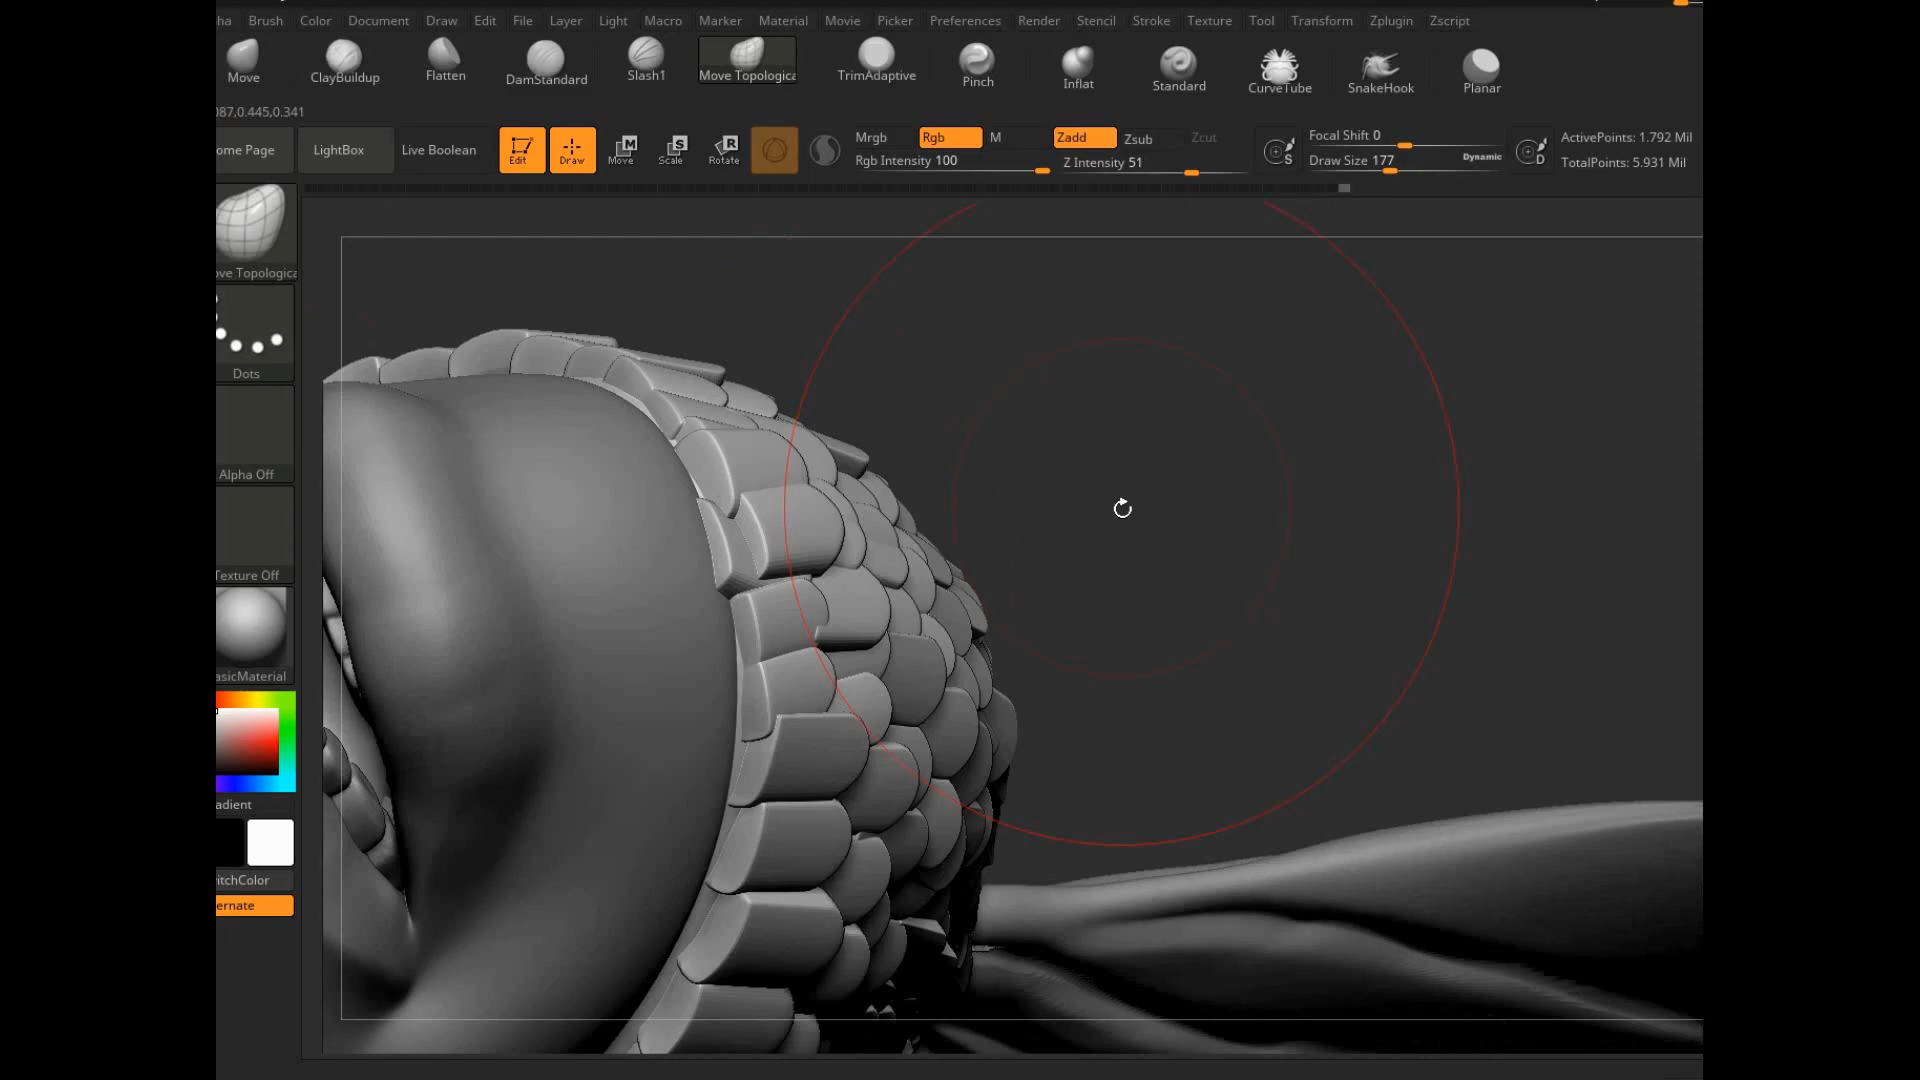 ha Brush Color Document Draw Edit File Layer Light Macro Marker Material Movie Picker Preferences Render Stencil Stroke Texture Tool Transform Zplugin Zscript
Move ClayBuildup Flatten DamStandard Slash1 Move Topologica TrimAdaptive Pinch Inflat Standard CurveTube SnakeHook Planar
087,0.445,0.341
ome Page LightBox Live Boolean Edit Draw Move Scale Rotate
M S R
Mrgb Rgb M Zadd Zsub Zcut
Rgb Intensity 100 Z Intensity 51
S Focal Shift 0
Draw Size 177 Dynamic
D ActivePoints: 1.792 Mil
TotalPoints: 5.931 Mil
ove Topologica
Dots
Alpha Off
Texture Off
asicMaterial
adient
itchColor
ernate